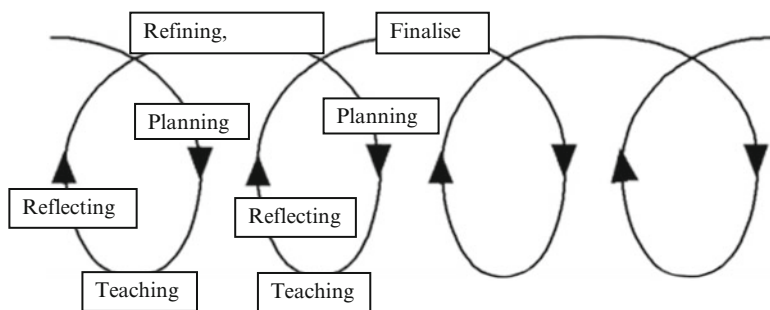 Refining,
Finalise
Planning
Planning
Reflecting
Reflecting
Teaching
Teaching